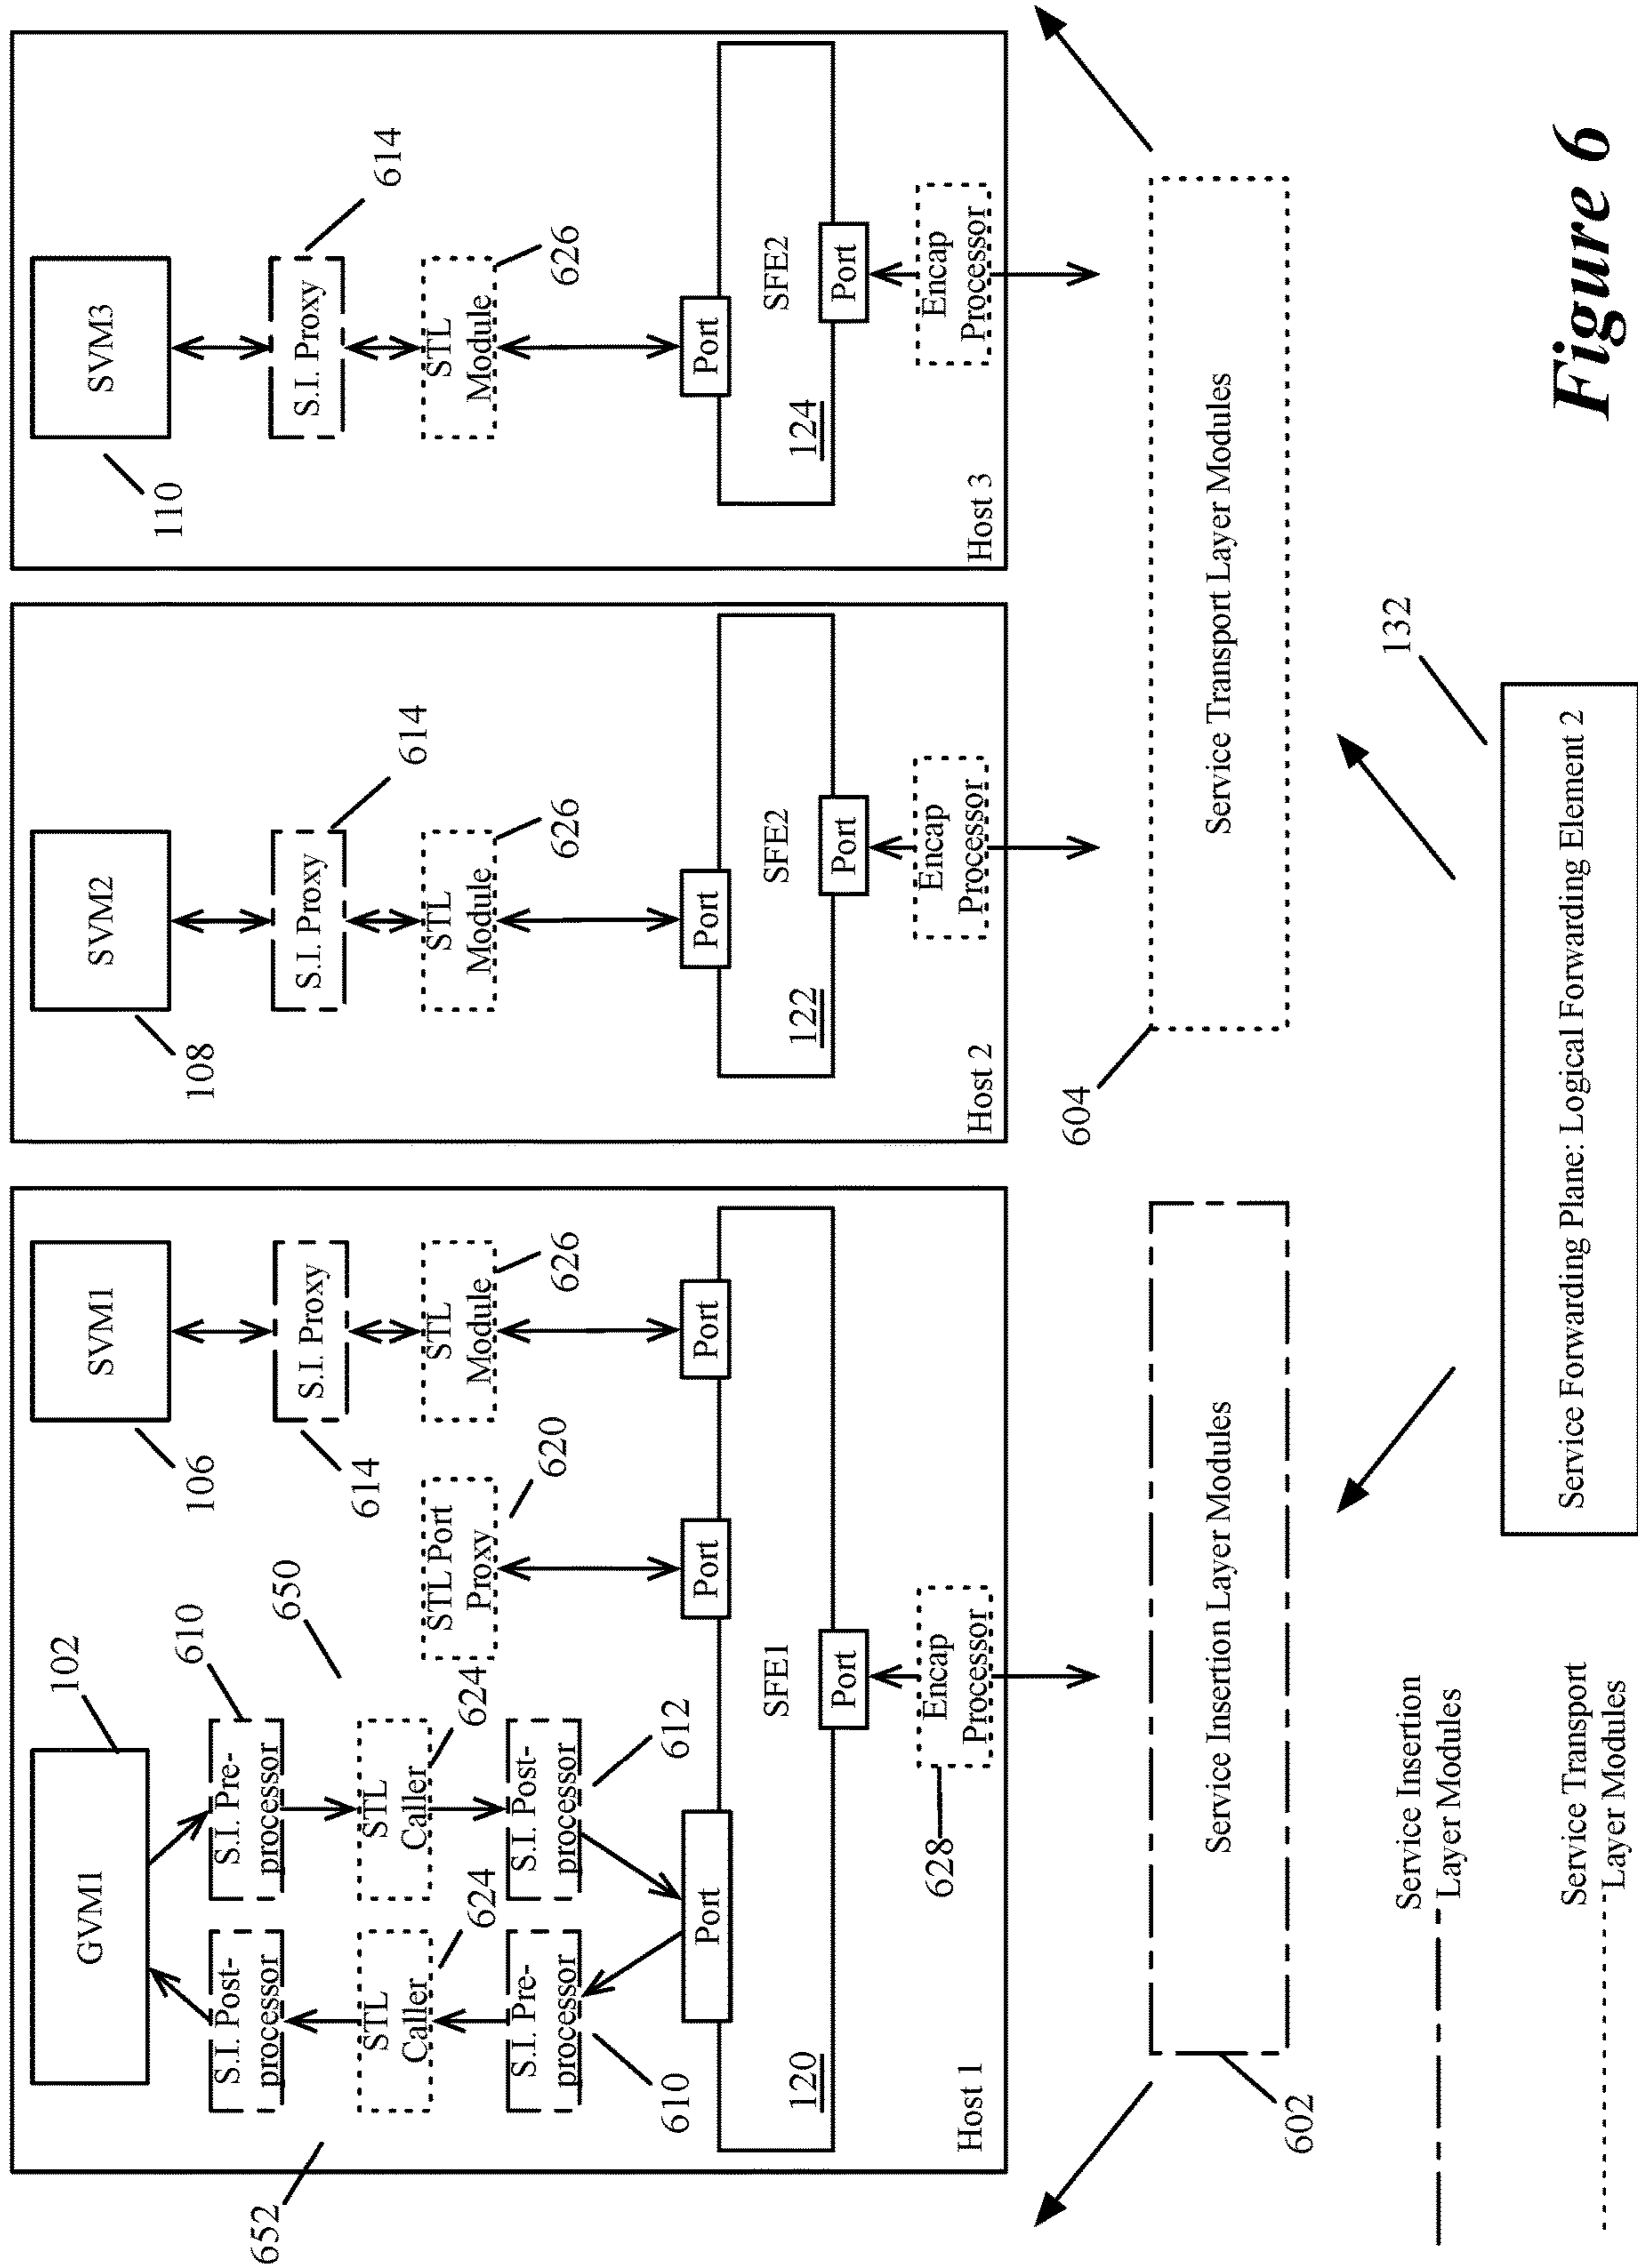 GVM1
102
S.I. Post-
processor
S.I. Pre-
processor
610
650
652
STL
Caller
624
STL
Caller
624
S.I. Pre-
processor
610
S.I. Post-
processor
612
STL Port
Proxy
620
SVM1
106
S.I. Proxy
614
STL
Module
626
Port
Port
Port
120
SFE1
Port
Host 1
628
Encap
Processor
SVM2
108
S.I. Proxy
614
STL
Module
626
Port
122
SFE2
Port
Host 2
Encap
Processor
SVM3
110
S.I. Proxy
614
STL
Module
626
Port
124
SFE2
Port
Host 3
Encap
Processor
602
Service Insertion Layer Modules
604
Service Transport Layer Modules
132
Service Forwarding Plane: Logical Forwarding Element 2
Service Insertion
Layer Modules
Service Transport
Layer Modules
Figure 6